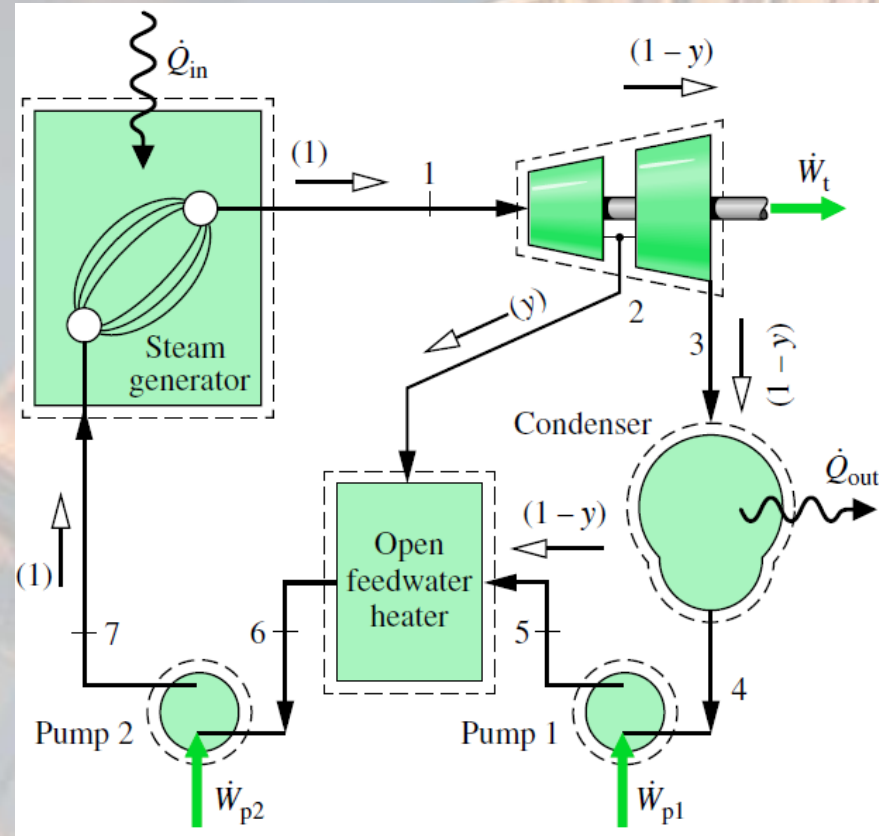 Q̇in
(1 – y)
(1)
1
Ẇt
(y)
2
3
(1 – y)
Steam
generator
Condenser
Q̇out
(1 – y)
Open
feedwater
heater
(1)
7
6
5
4
Pump 2
Pump 1
Ẇp2
Ẇp1